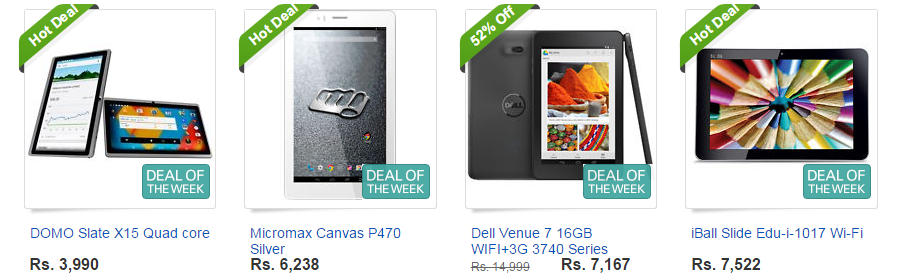 Hot Deal
DEAL OF
THE WEEK
DOMO Slate X15 Quad core
Rs. 3,990
Hot Deal
DEAL OF
THE WEEK
Micromax Canvas P470
Silver
Rs. 6,238
52% Off
DELL
DEAL OF
THE WEEK
Dell Venue 7 16GB
WIFI+3G 3740 Series
Rs. 14,999 Rs. 7,167
Hot Deal
DEAL OF
THE WEEK
iBall Slide Edu-i-1017 Wi-Fi
Rs. 7,522